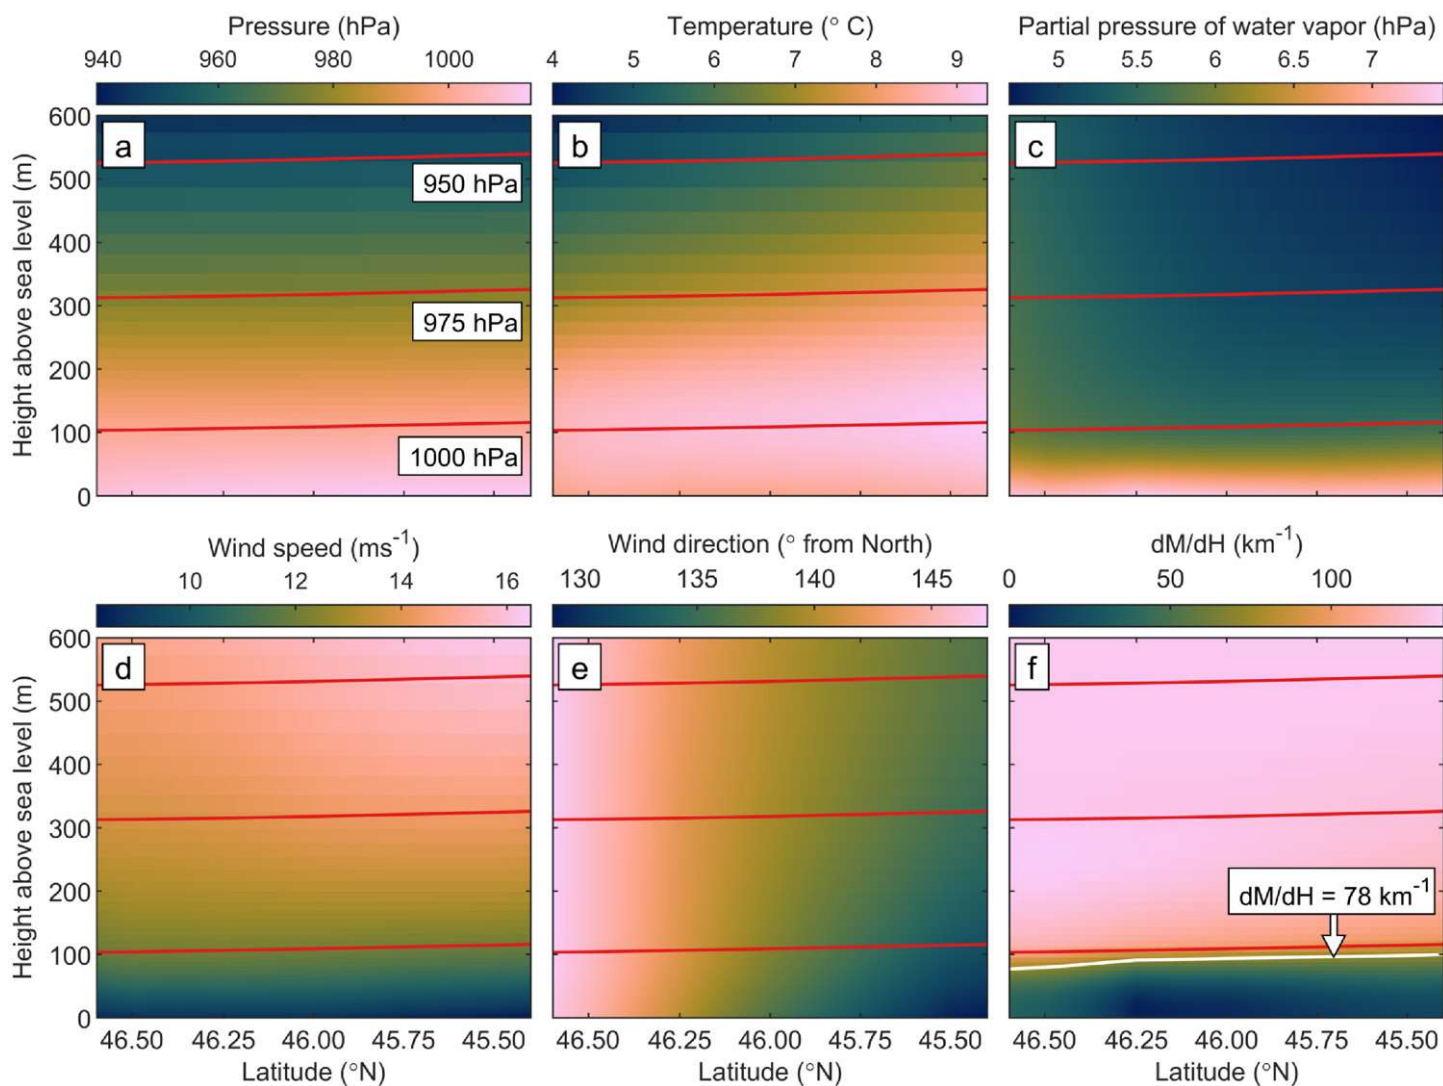 Pressure (hPa)
Temperature (° C)
Partial pressure of water vapor (hPa)
940 960 980 1000
4 5 6 7 8 9
5 5.5 6 6.5 7
600
500
400
300
200
100
0
Height above sea level (m)
a
950 hPa
975 hPa
1000 hPa
b
c
Wind speed (ms⁻¹)
Wind direction (° from North)
dM/dH (km⁻¹)
10 12 14 16
130 135 140 145
0 50 100
600
500
400
300
200
100
0
Height above sea level (m)
d
e
f
dM/dH = 78 km⁻¹
46.50 46.25 46.00 45.75 45.50
46.50 46.25 46.00 45.75 45.50
46.50 46.25 46.00 45.75 45.50
Latitude (°N)
Latitude (°N)
Latitude (°N)